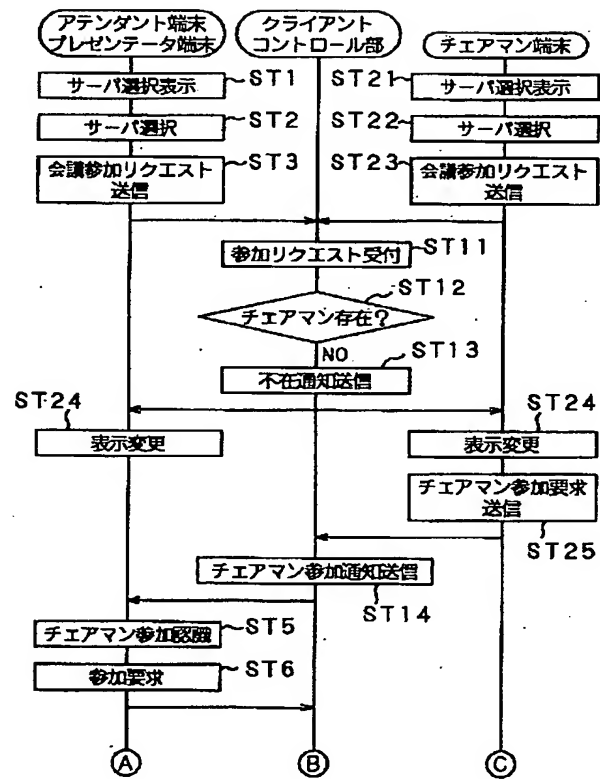 アテンダント端末
プレゼンテータ端末
クライアント
コントロール部
チェアマン端末
サーバ選択表示
ST1
ST21
サーバ選択表示
サーバ選択
ST2
ST22
サーバ選択
会議参加リクエスト
送信
ST3
ST23
会議参加リクエスト
送信
参加リクエスト受付
ST11
ST12
チェアマン存在?
NO
ST13
不在通知送信
ST24
表示変更
ST24
表示変更
チェアマン参加要求
送信
ST25
チェアマン参加通知送信
ST14
チェアマン参加認識
ST5
参加要求
ST6
A
B
C